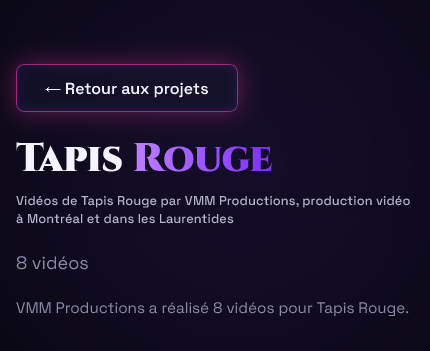 ← Retour aux projets
Tapis Rouge
Vidéos de Tapis Rouge par VMM Productions, production vidéo
à Montréal et dans les Laurentides
8 vidéos
VMM Productions a réalisé 8 vidéos pour Tapis Rouge.